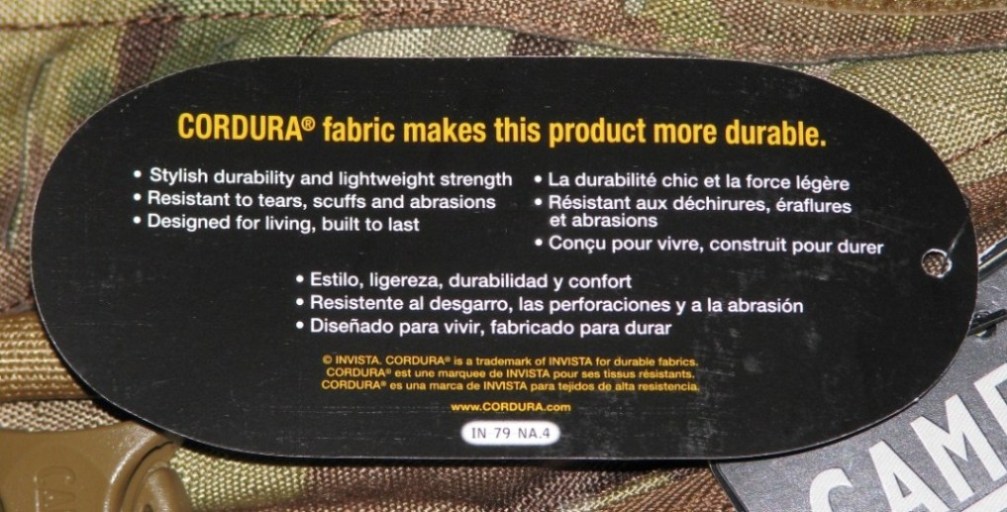 CORDURA® fabric makes this product more durable.
• Stylish durability and lightweight strength
• Resistant to tears, scuffs and abrasions
• Designed for living, built to last
• La durabilité chic et la force légère
• Résistant aux déchirures, éraflures
et abrasions
• Conçu pour vivre, construit pour durer
• Estilo, ligereza, durabilidad y confort
• Resistente al desgarro, las perforaciones y a la abrasión
• Diseñado para vivir, fabricado para durar
© INVISTA. CORDURA® is a trademark of INVISTA for durable fabrics.
CORDURA® est une marquee de INVISTA pour ses tissus résistants.
CORDURA® es una marca de INVISTA para tejidos de alta resistencia.
www.CORDURA.com
IN 79 NA.4